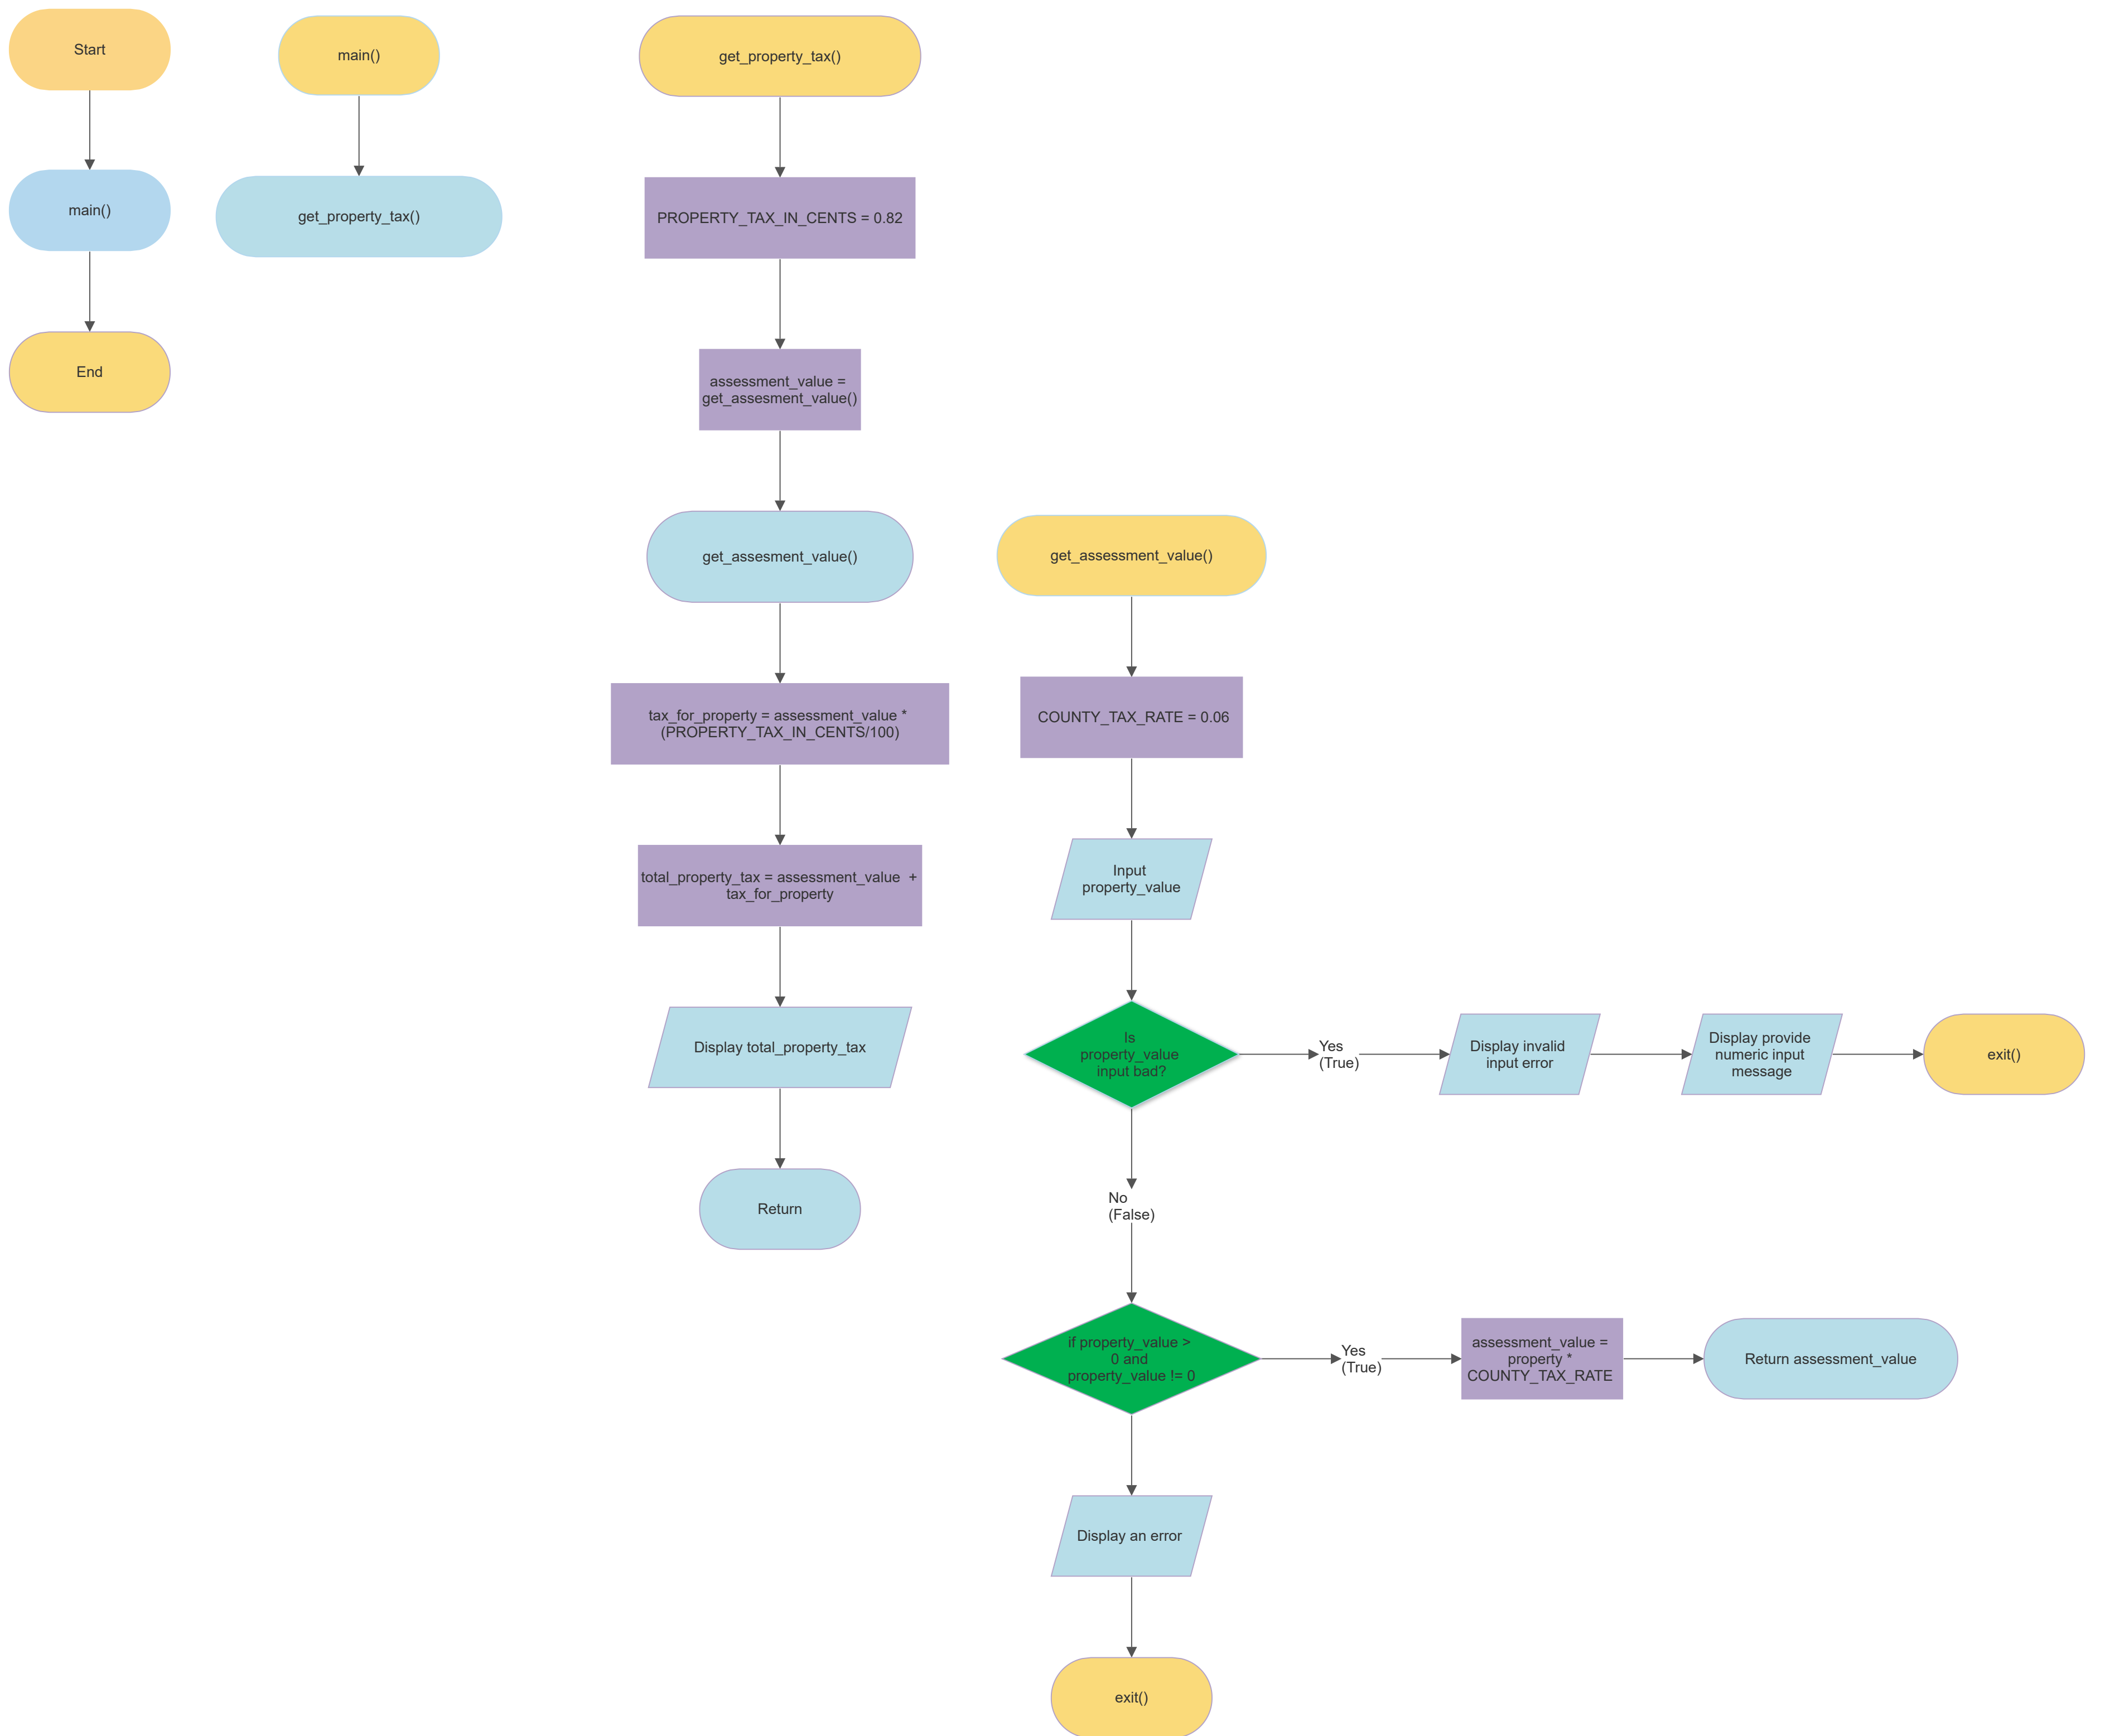 Start
main()
End
main()
get_property_tax()
get_property_tax()
PROPERTY_TAX_IN_CENTS = 0.82
assessment_value =
get_assesment_value()
get_assesment_value()
tax_for_property = assessment_value *
(PROPERTY_TAX_IN_CENTS/100)
total_property_tax = assessment_value  +
tax_for_property
Display total_property_tax
Return
get_assessment_value()
COUNTY_TAX_RATE = 0.06
Input
property_value
Is
property_value
input bad?
Yes
(True)
Display invalid
input error
Display provide
numeric input
message
exit()
No
(False)
if property_value >
0 and
property_value != 0
Yes
(True)
assessment_value =
property *
COUNTY_TAX_RATE
Return assessment_value
Display an error
exit()